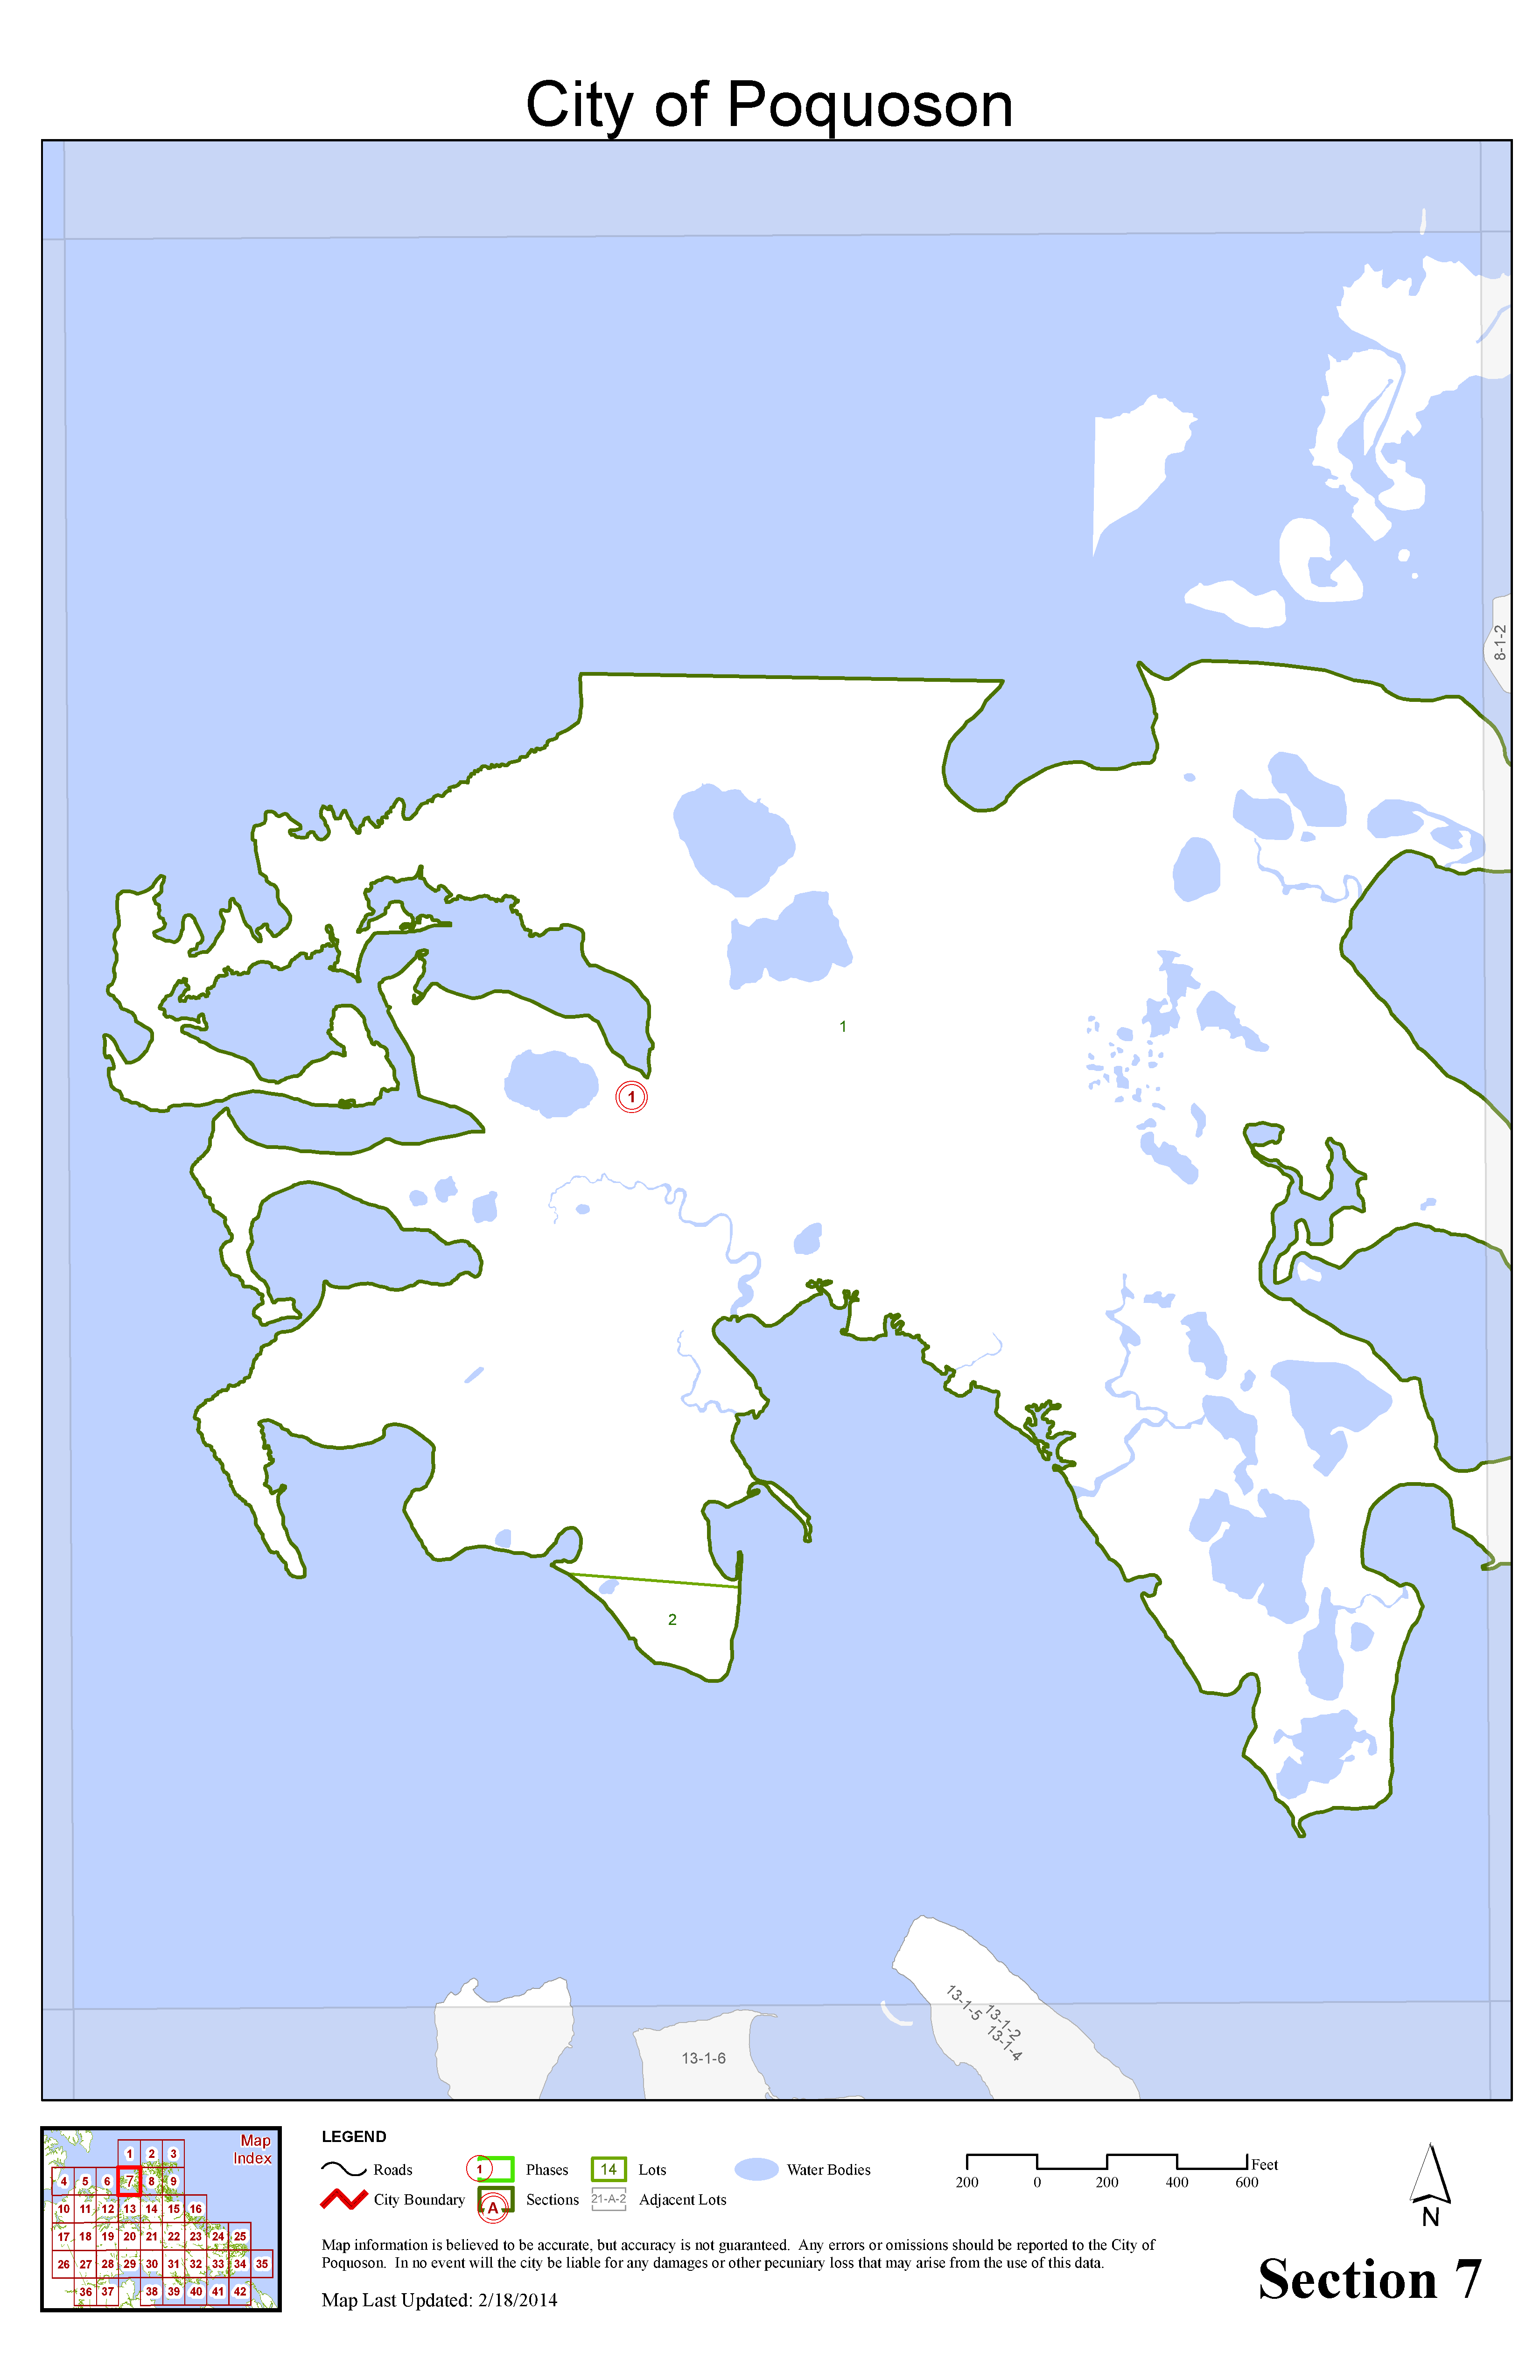 City of Poquoson
8-1-2
1
1
2
13-1-5
13-1-2
13-1-4
13-1-6
Map
Index
1 2 3
4 5 6 7 8 9
10 11 12 13 14 15 16
17 18 19 20 21 22 23 24 25
26 27 28 29 30 31 32 33 34 35
36 37 38 39 40 41 42
LEGEND
Roads
1 Phases
14 Lots
Water Bodies
City Boundary
A Sections
21-A-2 Adjacent Lots
200 0 200 400 600 Feet
N
Map information is believed to be accurate, but accuracy is not guaranteed. Any errors or omissions should be reported to the City of
Poquoson. In no event will the city be liable for any damages or other pecuniary loss that may arise from the use of this data.
Map Last Updated: 2/18/2014
Section 7